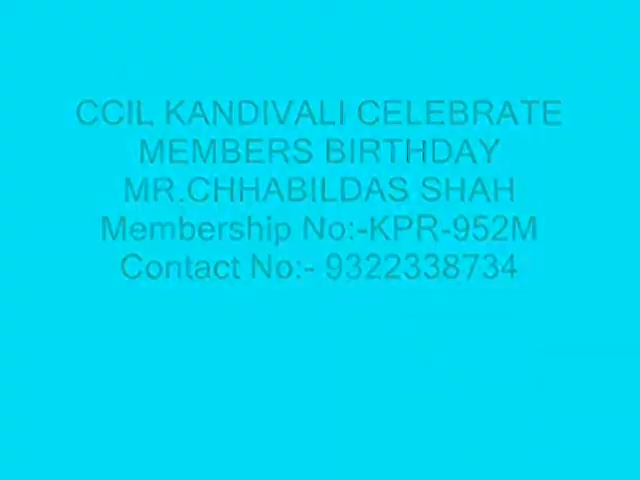 CCIL KANDIVALI CELEBRATE
MEMBERS BIRTHDAY
MR.CHHABILDAS SHAH
Membership No:-KPR-952M
Contact No:- 9322338734